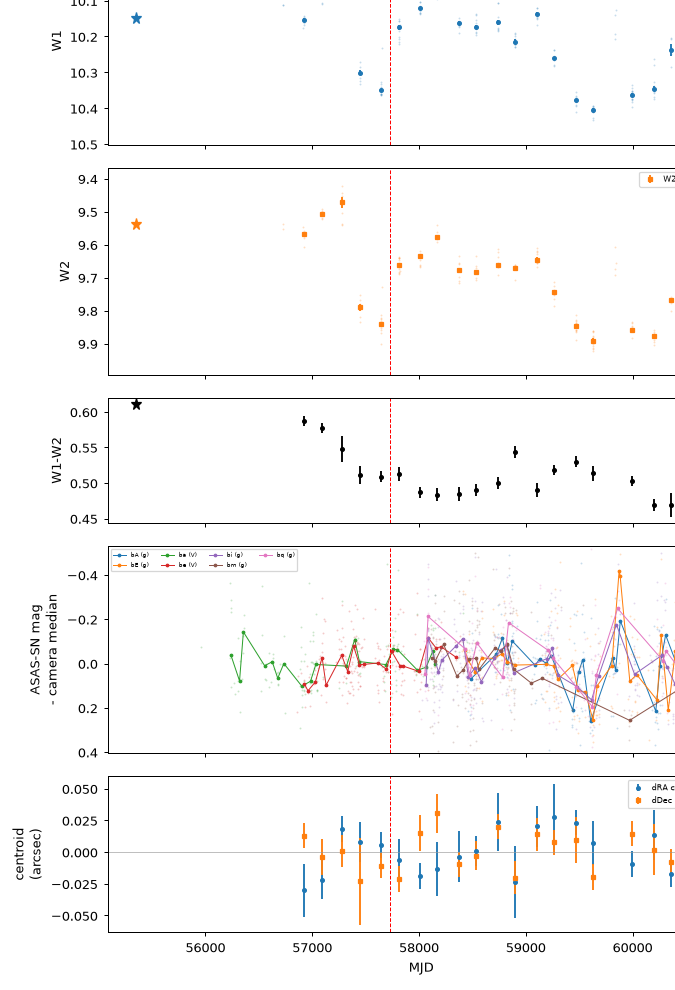 10.1
10.2
10.3
10.4
10.5
W1
9.4
9.5
9.6
9.7
9.8
9.9
W2
W2
0.60
0.55
0.50
0.45
W1-W2
−0.4
−0.2
0.0
0.2
0.4
ASAS-SN mag
- camera median
bA (g)
bE (g)
ba (V)
be (V)
bi (g)
bm (g)
bq (g)
0.050
0.025
0.000
−0.025
−0.050
centroid
(arcsec)
dRA c
dDec
56000
57000
58000
59000
60000
MJD